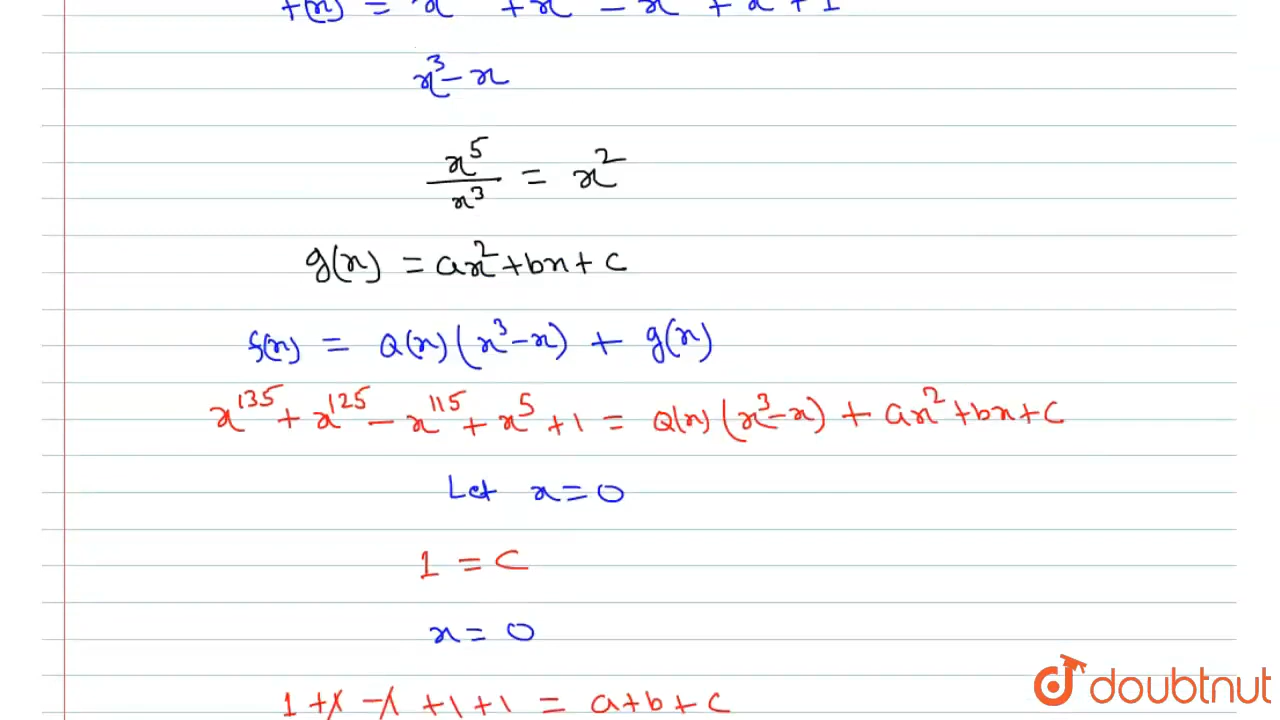 f(x) = x + x - x + x + 1
x³ - x
x⁵/x³ = x²
g(x) = ax² + bx + c
f(x) = Q(x) (x³ - x) + g(x)
x¹³⁵ + x¹²⁵ - x¹¹⁵ + x⁵ + 1 = Q(x) (x³ - x) + ax² + bx + c
Let x = 0
1 = c
x = 0
1 + 1 - 1 + 1 + 1 = a + b + c
doubtnut